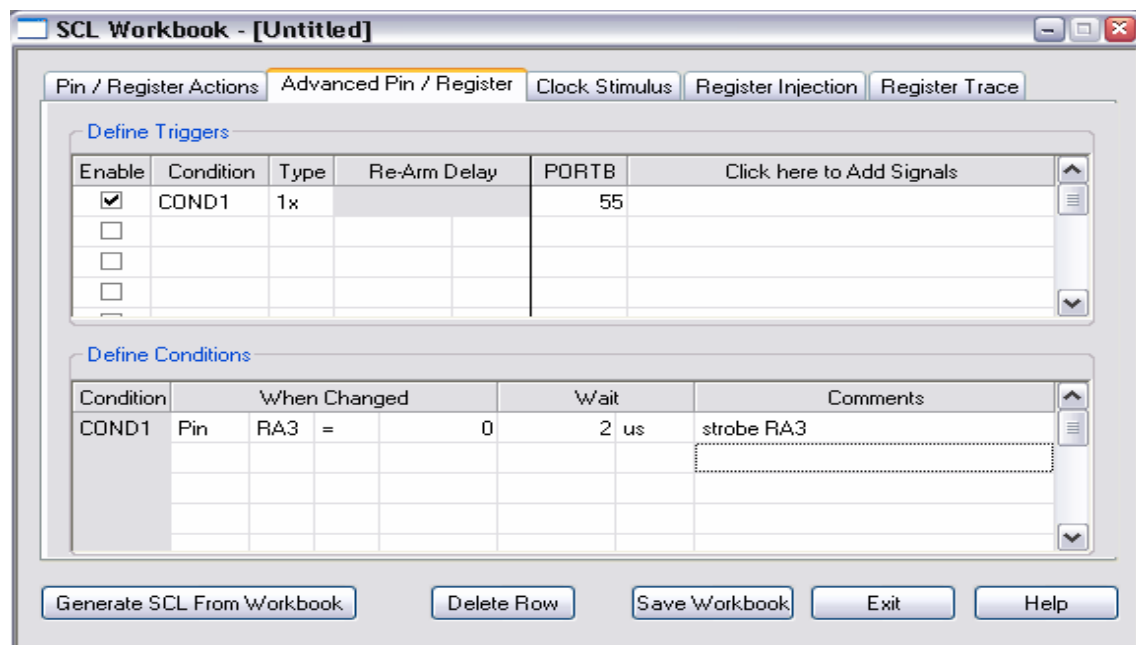 SCL Workbook - [Untitled]
Pin / Register Actions Advanced Pin / Register Clock Stimulus Register Injection Register Trace
Define Triggers
Enable Condition Type Re-Arm Delay PORTB Click here to Add Signals
COND1 1x 55
Define Conditions
Condition When Changed Wait Comments
COND1 Pin RA3 = 0 2 us strobe RA3
Generate SCL From Workbook Delete Row Save Workbook Exit Help